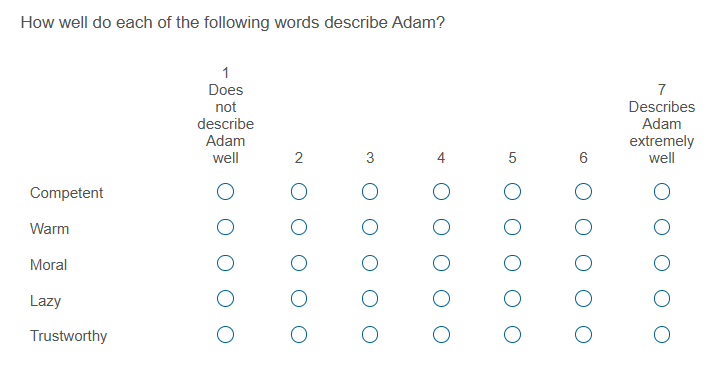 How well do each of the following words describe Adam?
1
Does
not
describe
Adam
well
2
3
4
5
6
7
Describes
Adam
extremely
well
Competent
Warm
Moral
Lazy
Trustworthy